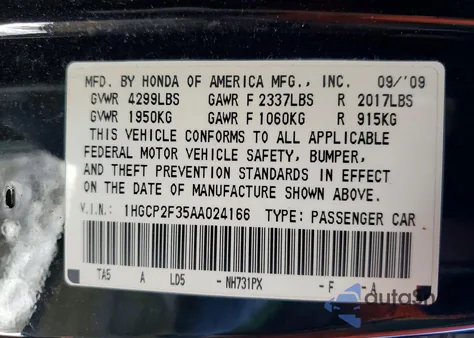 MFD. BY HONDA OF AMERICA MFG., INC. 09/'09
GVWR 4299LBS GAWR F 2337LBS R 2017LBS
GVWR 1950KG GAWR F 1060KG R 915KG
THIS VEHICLE CONFORMS TO ALL APPLICABLE
FEDERAL MOTOR VEHICLE SAFETY, BUMPER,
AND THEFT PREVENTION STANDARDS IN EFFECT
ON THE DATE OF MANUFACTURE SHOWN ABOVE.
V.I.N.: 1HGCP2F35AA024166 TYPE: PASSENGER CAR
TA5 A LD5 - NH731PX - F - A